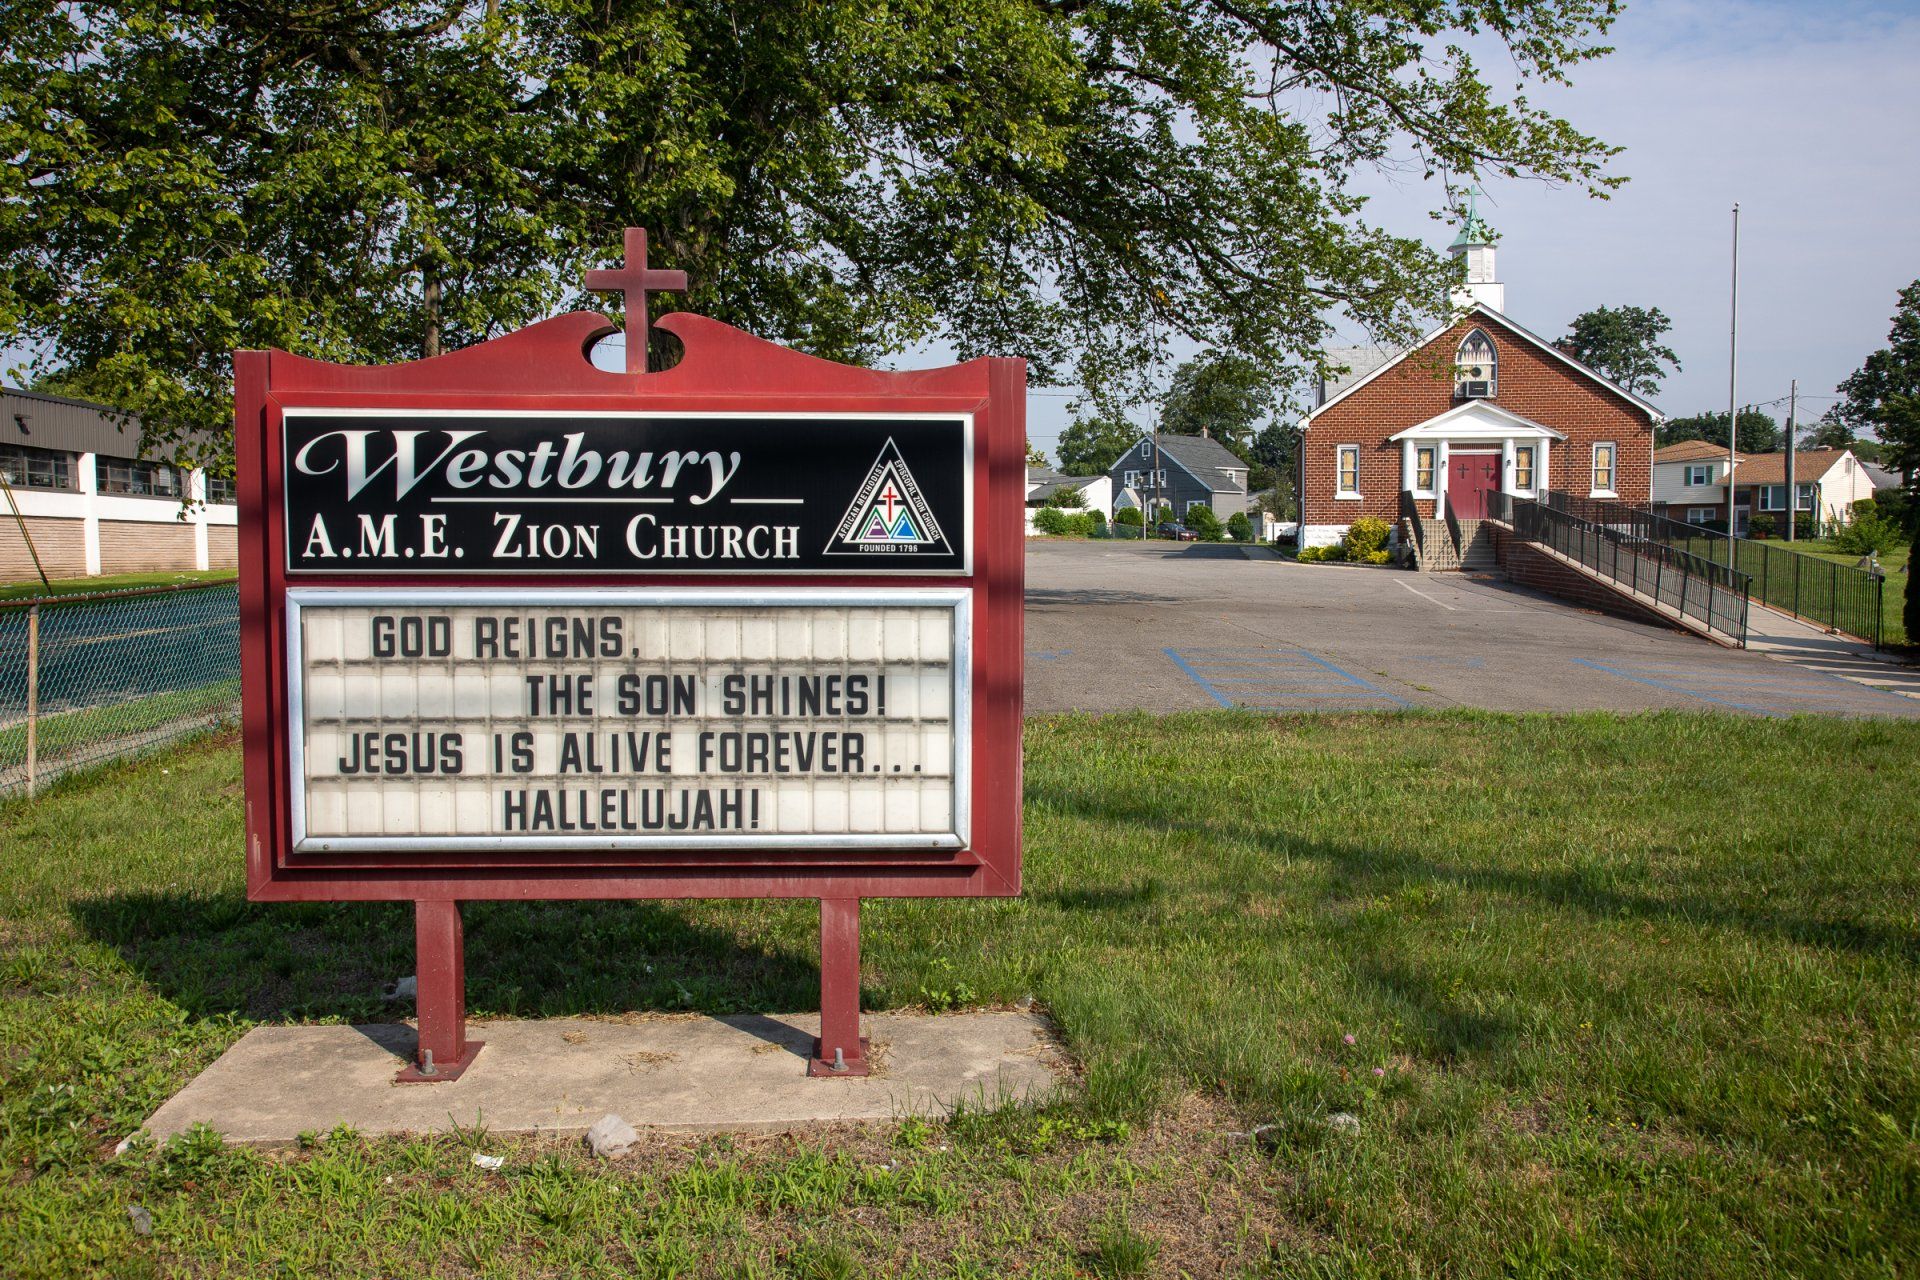 Westbury
A.M.E. ZION CHURCH
AFRICAN METHODIST
EPISCOPAL ZION CHURCH
FOUNDED 1796
GOD REIGNS,
THE SON SHINES!
JESUS IS ALIVE FOREVER...
HALLELUJAH!